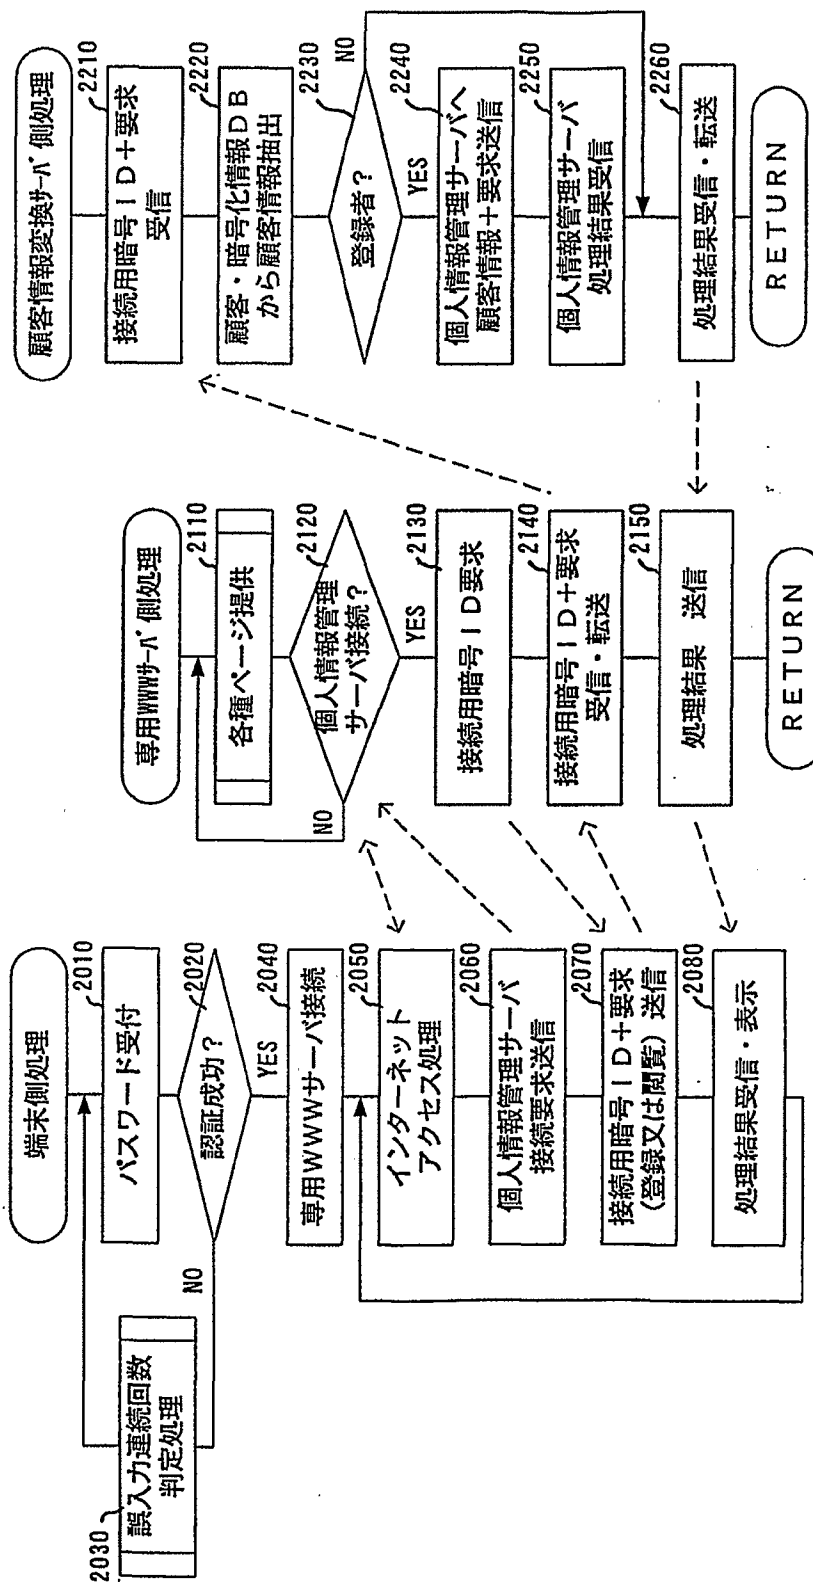 端末側処理
2010
パスワード受付
2020
認証成功？
NO
YES
2030
誤入力連続回数
判定処理
2040
専用WWWサーバ接続
2050
インターネット
アクセス処理
2060
個人情報管理サーバ
接続要求送信
2070
接続用暗号ID+要求
(登録又は閲覧) 送信
2080
処理結果受信・表示
専用WWWサーバ側処理
2110
各種ページ提供
2120
個人情報管理
サーバ接続？
NO
YES
2130
接続用暗号ID要求
2140
接続用暗号ID+要求
受信・転送
2150
処理結果 送信
RETURN
顧客情報変換サーバ側処理
2210
接続用暗号ID+要求
受信
2220
顧客・暗号化情報DB
から顧客情報抽出
2230
登録者？
NO
YES
2240
個人情報管理サーバへ
顧客情報+要求送信
2250
個人情報管理サーバ
処理結果受信
2260
処理結果受信・転送
RETURN